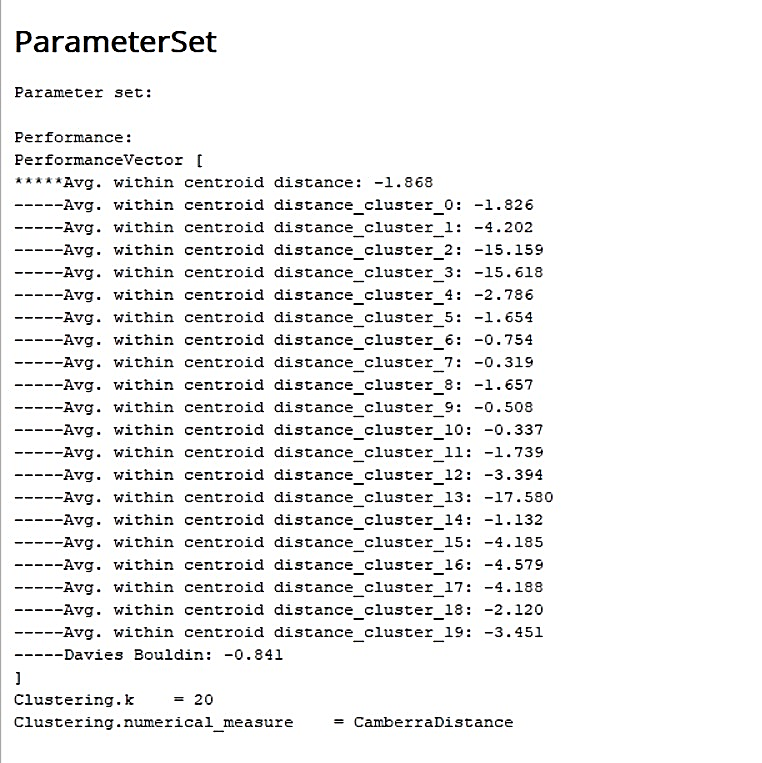 ParameterSet
Parameter set:
Performance:
PerformanceVector [
*****Avg. within centroid distance: -1.868
-----Avg. within centroid distance_cluster_0: -1.826
-----Avg. within centroid distance_cluster_1: -4.202
-----Avg. within centroid distance_cluster_2: -15.159
-----Avg. within centroid distance_cluster_3: -15.618
-----Avg. within centroid distance_cluster_4: -2.786
-----Avg. within centroid distance_cluster_5: -1.654
-----Avg. within centroid distance_cluster_6: -0.754
-----Avg. within centroid distance_cluster_7: -0.319
-----Avg. within centroid distance_cluster_8: -1.657
-----Avg. within centroid distance_cluster_9: -0.508
-----Avg. within centroid distance_cluster_10: -0.337
-----Avg. within centroid distance_cluster_11: -1.739
-----Avg. within centroid distance_cluster_12: -3.394
-----Avg. within centroid distance_cluster_13: -17.580
-----Avg. within centroid distance_cluster_14: -1.132
-----Avg. within centroid distance_cluster_15: -4.185
-----Avg. within centroid distance_cluster_16: -4.579
-----Avg. within centroid distance_cluster_17: -4.188
-----Avg. within centroid distance_cluster_18: -2.120
-----Avg. within centroid distance_cluster_19: -3.451
-----Davies Bouldin: -0.841
]
Clustering.k    = 20
Clustering.numerical_measure    = CamberraDistance